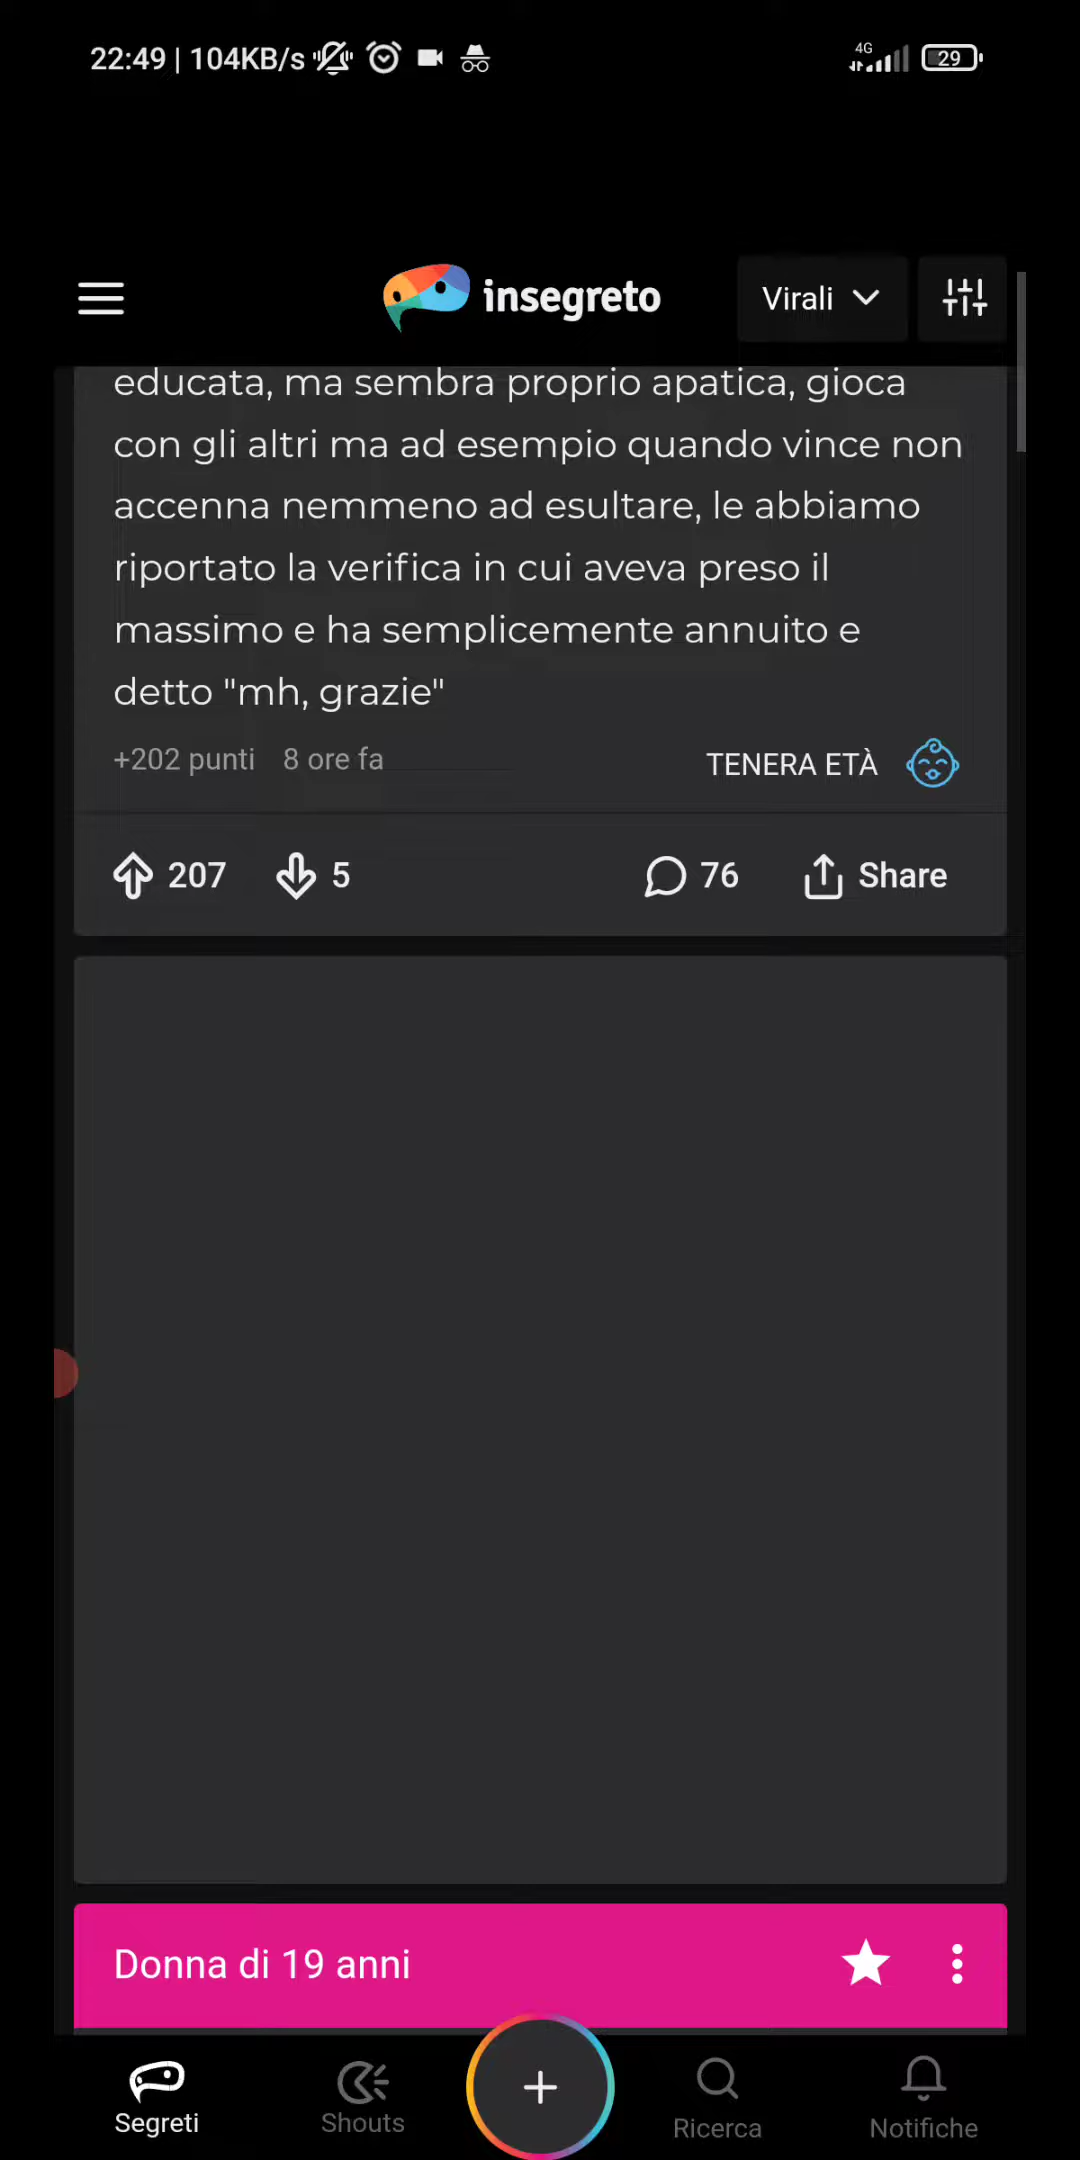 22:49 | 104KB/s
4G
29
insegreto
Virali
educata, ma sembra proprio apatica, gioca
con gli altri ma ad esempio quando vince non
accenna nemmeno ad esultare, le abbiamo
riportato la verifica in cui aveva preso il
massimo e ha semplicemente annuito e
detto "mh, grazie"
+202 punti 8 ore fa
TENERA ETÀ
207 5 76 Share
Donna di 19 anni
Segreti Shouts Ricerca Notifiche